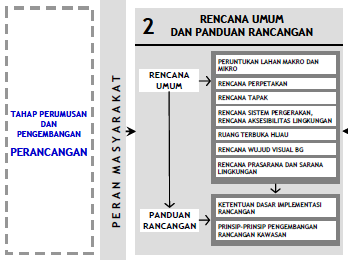 TAHAP PERUMUSAN
DAN
PENGEMBANGAN
PERANCANGAN
PERAN MASYARAKAT
2
RENCANA UMUM
DAN PANDUAN RANCANGAN
RENCANA
UMUM
PERUNTUKAN LAHAN MAKRO DAN
MIKRO
RENCANA PERPETAKAN
RENCANA TAPAK
RENCANA SISTEM PERGERAKAN,
RENCANA AKSESIBILITAS LINGKUNGAN
RUANG TERBUKA HIJAU
RENCANA WUJUD VISUAL BG
RENCANA PRASARANA DAN SARANA
LINGKUNGAN
PANDUAN
RANCANGAN
KETENTUAN DASAR IMPLEMENTASI
RANCANGAN
PRINSIP-PRINSIP PENGEMBANGAN
RANCANGAN KAWASAN